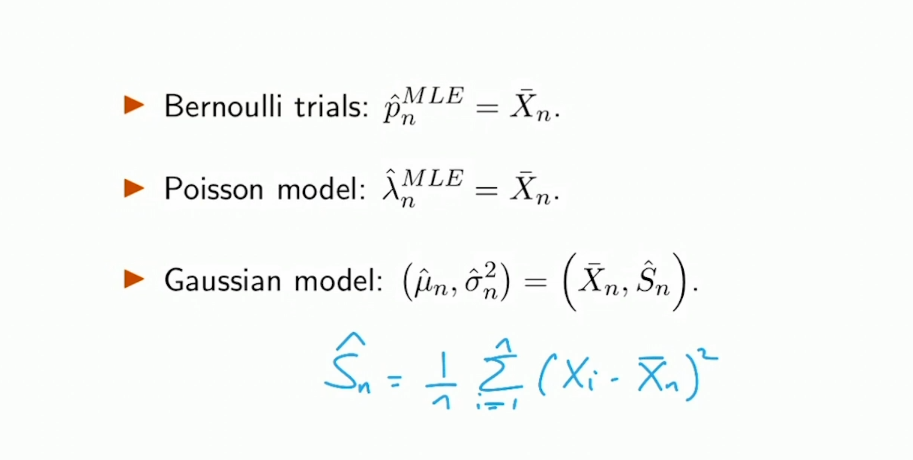 ▶ Bernoulli trials: $\hat{p}_n^{MLE} = \bar{X}_n$.
▶ Poisson model: $\hat{\lambda}_n^{MLE} = \bar{X}_n$.
▶ Gaussian model: $(\hat{\mu}_n, \hat{\sigma}_n^2) = \left(\bar{X}_n, \hat{S}_n\right)$.
$\hat{S}_n = \frac{1}{n} \sum_{i=1}^{n} (X_i - \bar{X}_n)^2$